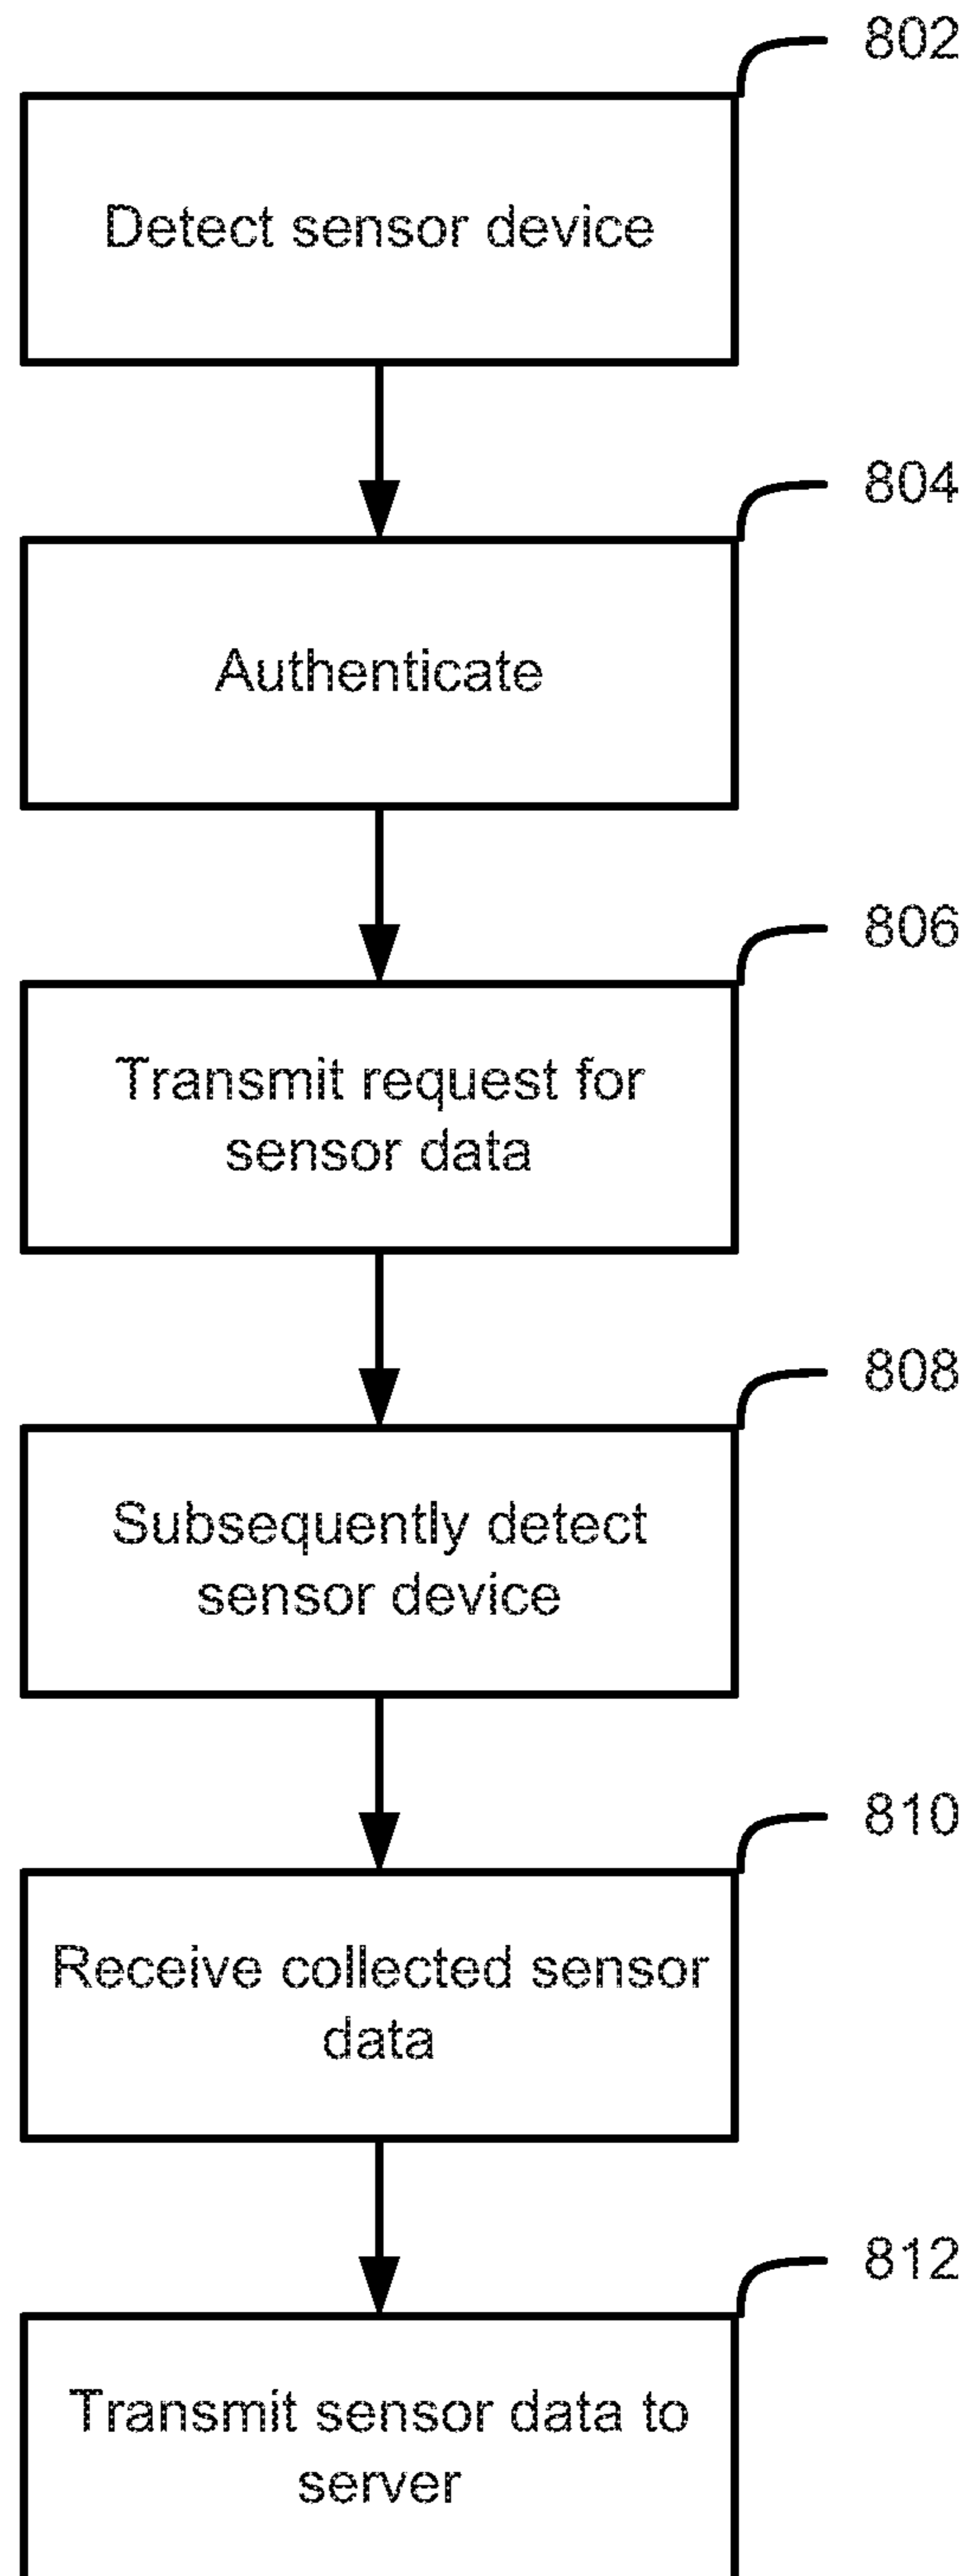 802
Detect sensor device
804
Authenticate
806
Transmit request for
sensor data
808
Subsequently detect
sensor device
810
Receive collected sensor
data
812
Transmit sensor data to
server